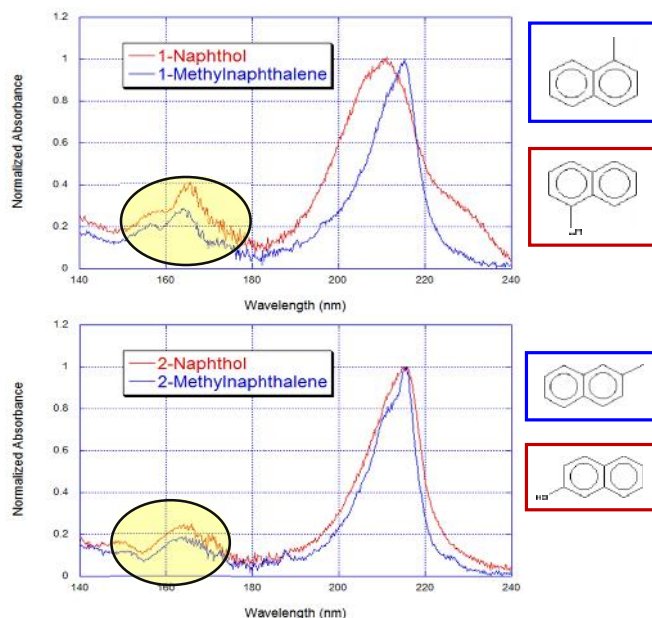 1.2
1
0.8
0.6
0.4
0.2
0
Normalized Absorbance
1-Naphthol
1-Methylnaphthalene
140 160 180 200 220 240
Wavelength (nm)
1.2
1
0.8
0.6
0.4
0.2
0
Normalized Absorbance
2-Naphthol
2-Methylnaphthalene
140 160 180 200 220 240
Wavelength (nm)